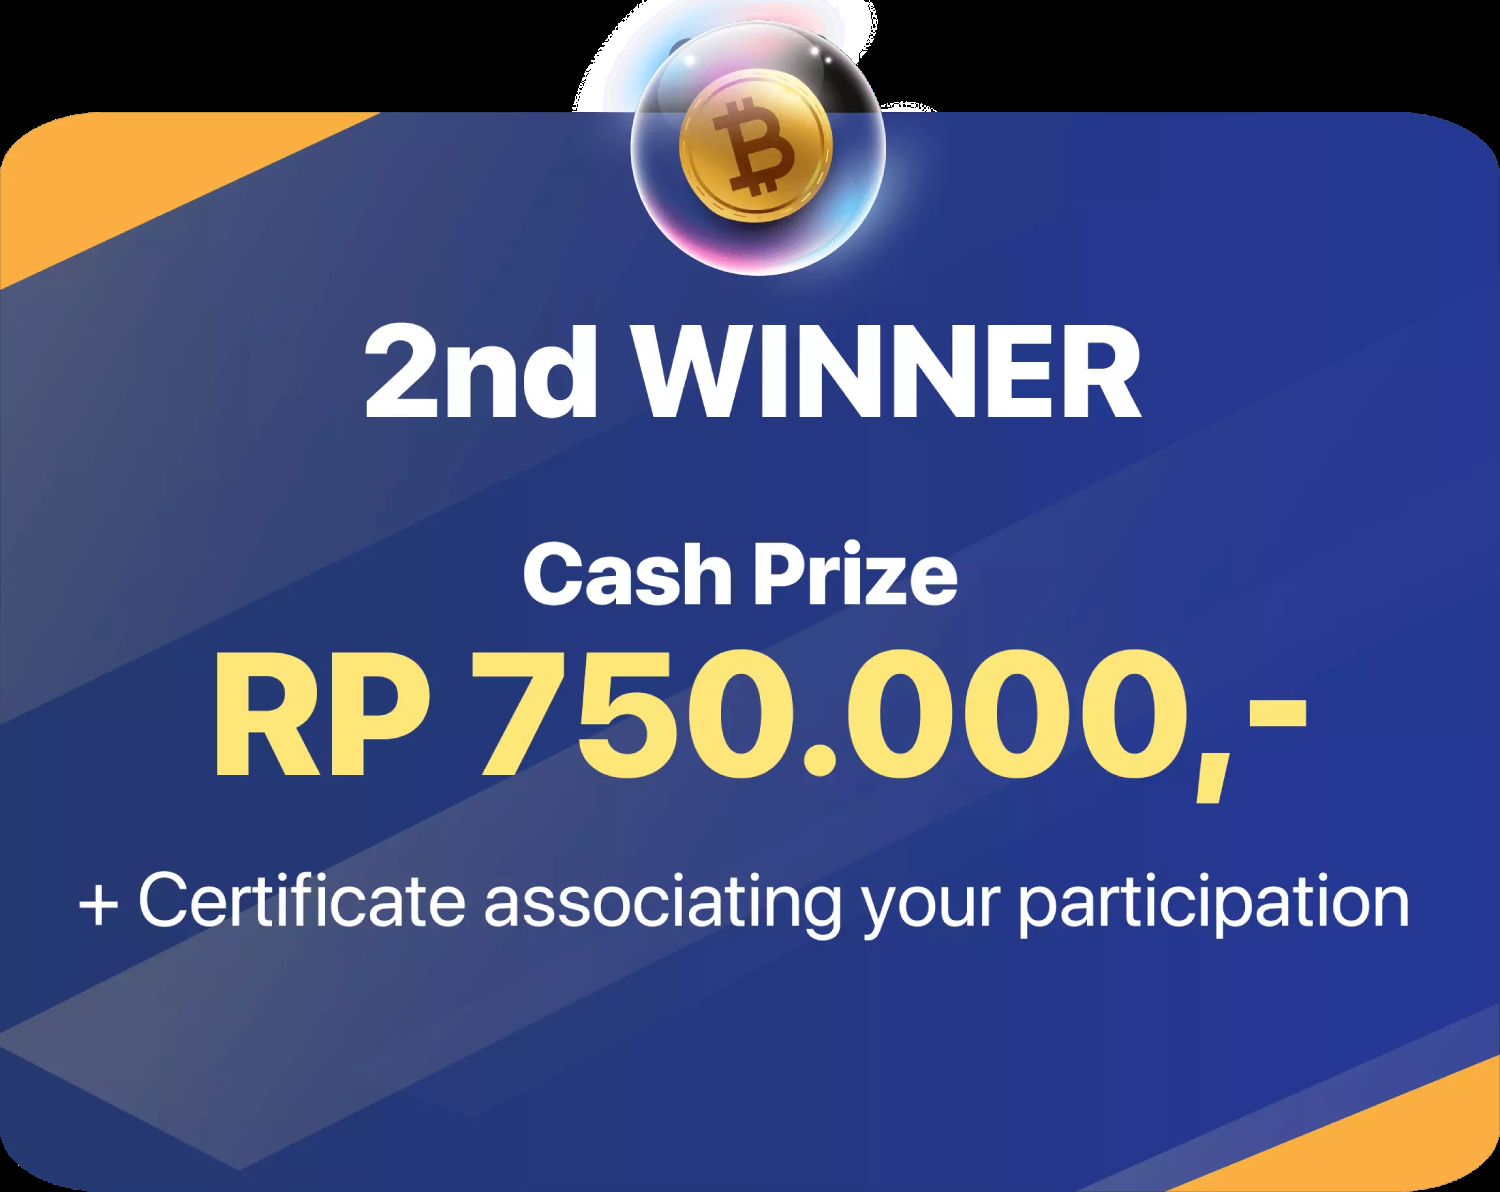 2nd WINNER
Cash Prize
RP 750.000,-
+ Certificate associating your participation